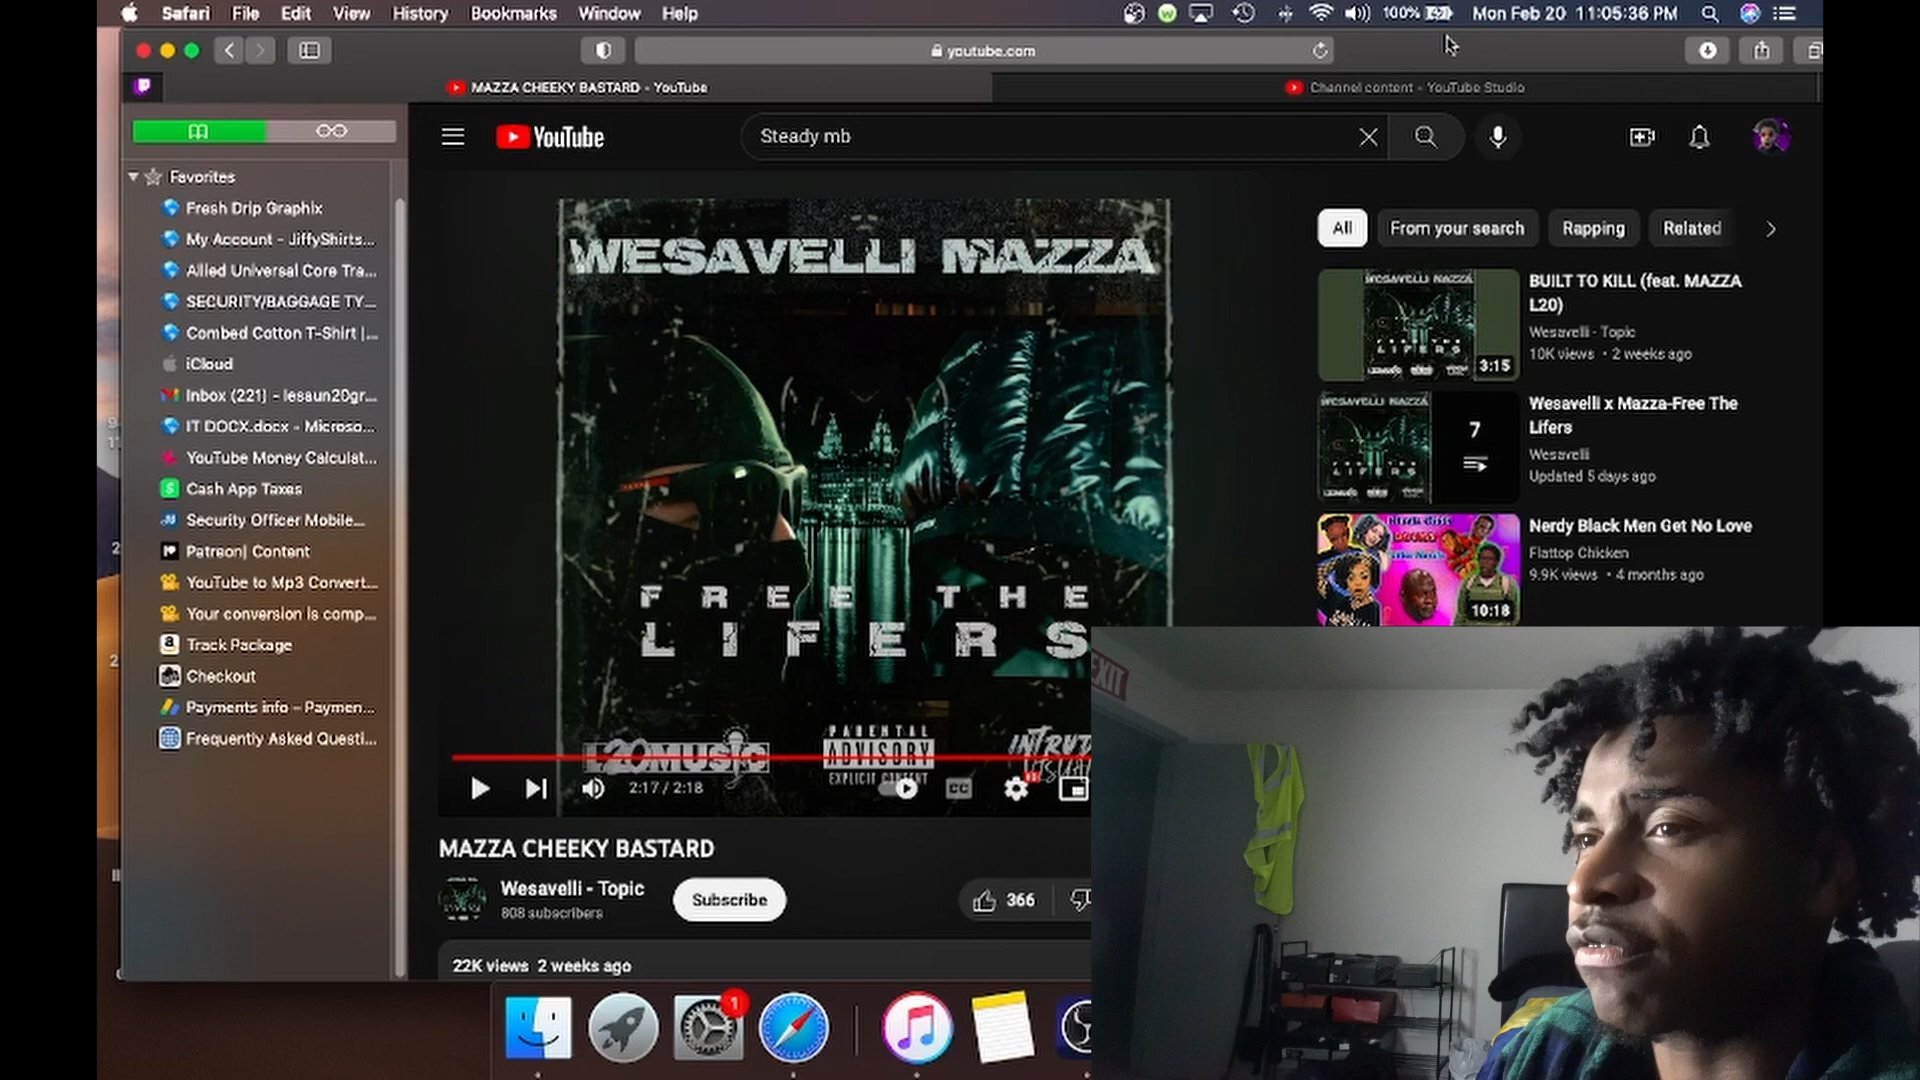 Safari File Edit View History Bookmarks Window Help
100% Mon Feb 20 11:05:36 PM
youtube.com
MAZZA CHEEKY BASTARD - YouTube
Channel content - YouTube Studio
YouTube
Steady mb
Favorites
Fresh Drip Graphix
My Account - JiffyShirts...
Allied Universal Core Tra...
SECURITY/BAGGAGE TY...
Combed Cotton T-Shirt |...
iCloud
Inbox (221) - lesaun20gr...
IT DOCX.docx - Microso...
YouTube Money Calculat...
Cash App Taxes
Security Officer Mobile...
Patreon| Content
YouTube to Mp3 Convert...
Your conversion is comp...
Track Package
Checkout
Payments info – Paymen...
Frequently Asked Questi...
WESAVELLI MAZZA
FREE THE
LIFERS
L20MUSIC
PARENTAL
ADVISORY
EXPLICIT CONTENT
2:17 / 2:18
CC
MAZZA CHEEKY BASTARD
Wesavelli - Topic
808 subscribers
Subscribe
366
22K views 2 weeks ago
All
From your search
Rapping
Related
BUILT TO KILL (feat. MAZZA
L20)
Wesavelli - Topic
10K views • 2 weeks ago
3:15
Wesavelli x Mazza-Free The
Lifers
Wesavelli
Updated 5 days ago
7
Nerdy Black Men Get No Love
Flattop Chicken
9.9K views • 4 months ago
10:18
EXIT
1